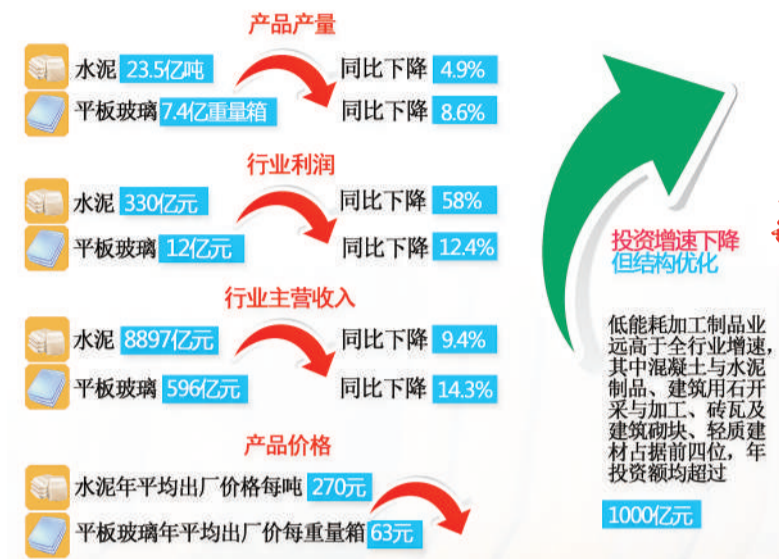 产品产量
水泥 23.5亿吨 同比下降 4.9%
平板玻璃 7.4亿重量箱 同比下降 8.6%
行业利润
水泥 330亿元 同比下降 58%
平板玻璃 12亿元 同比下降 12.4%
行业主营收入
水泥 8897亿元 同比下降 9.4%
平板玻璃 596亿元 同比下降 14.3%
产品价格
水泥年平均出厂价格每吨 270元
平板玻璃年平均出厂价每重量箱 63元
投资增速下降
但结构优化
低能耗加工制品业
远高于全行业增速,
其中混凝土与水泥
制品、建筑用石开
采与加工、砖瓦及
建筑砌块、轻质建
材占据前四位，年
投资额均超过
1000亿元